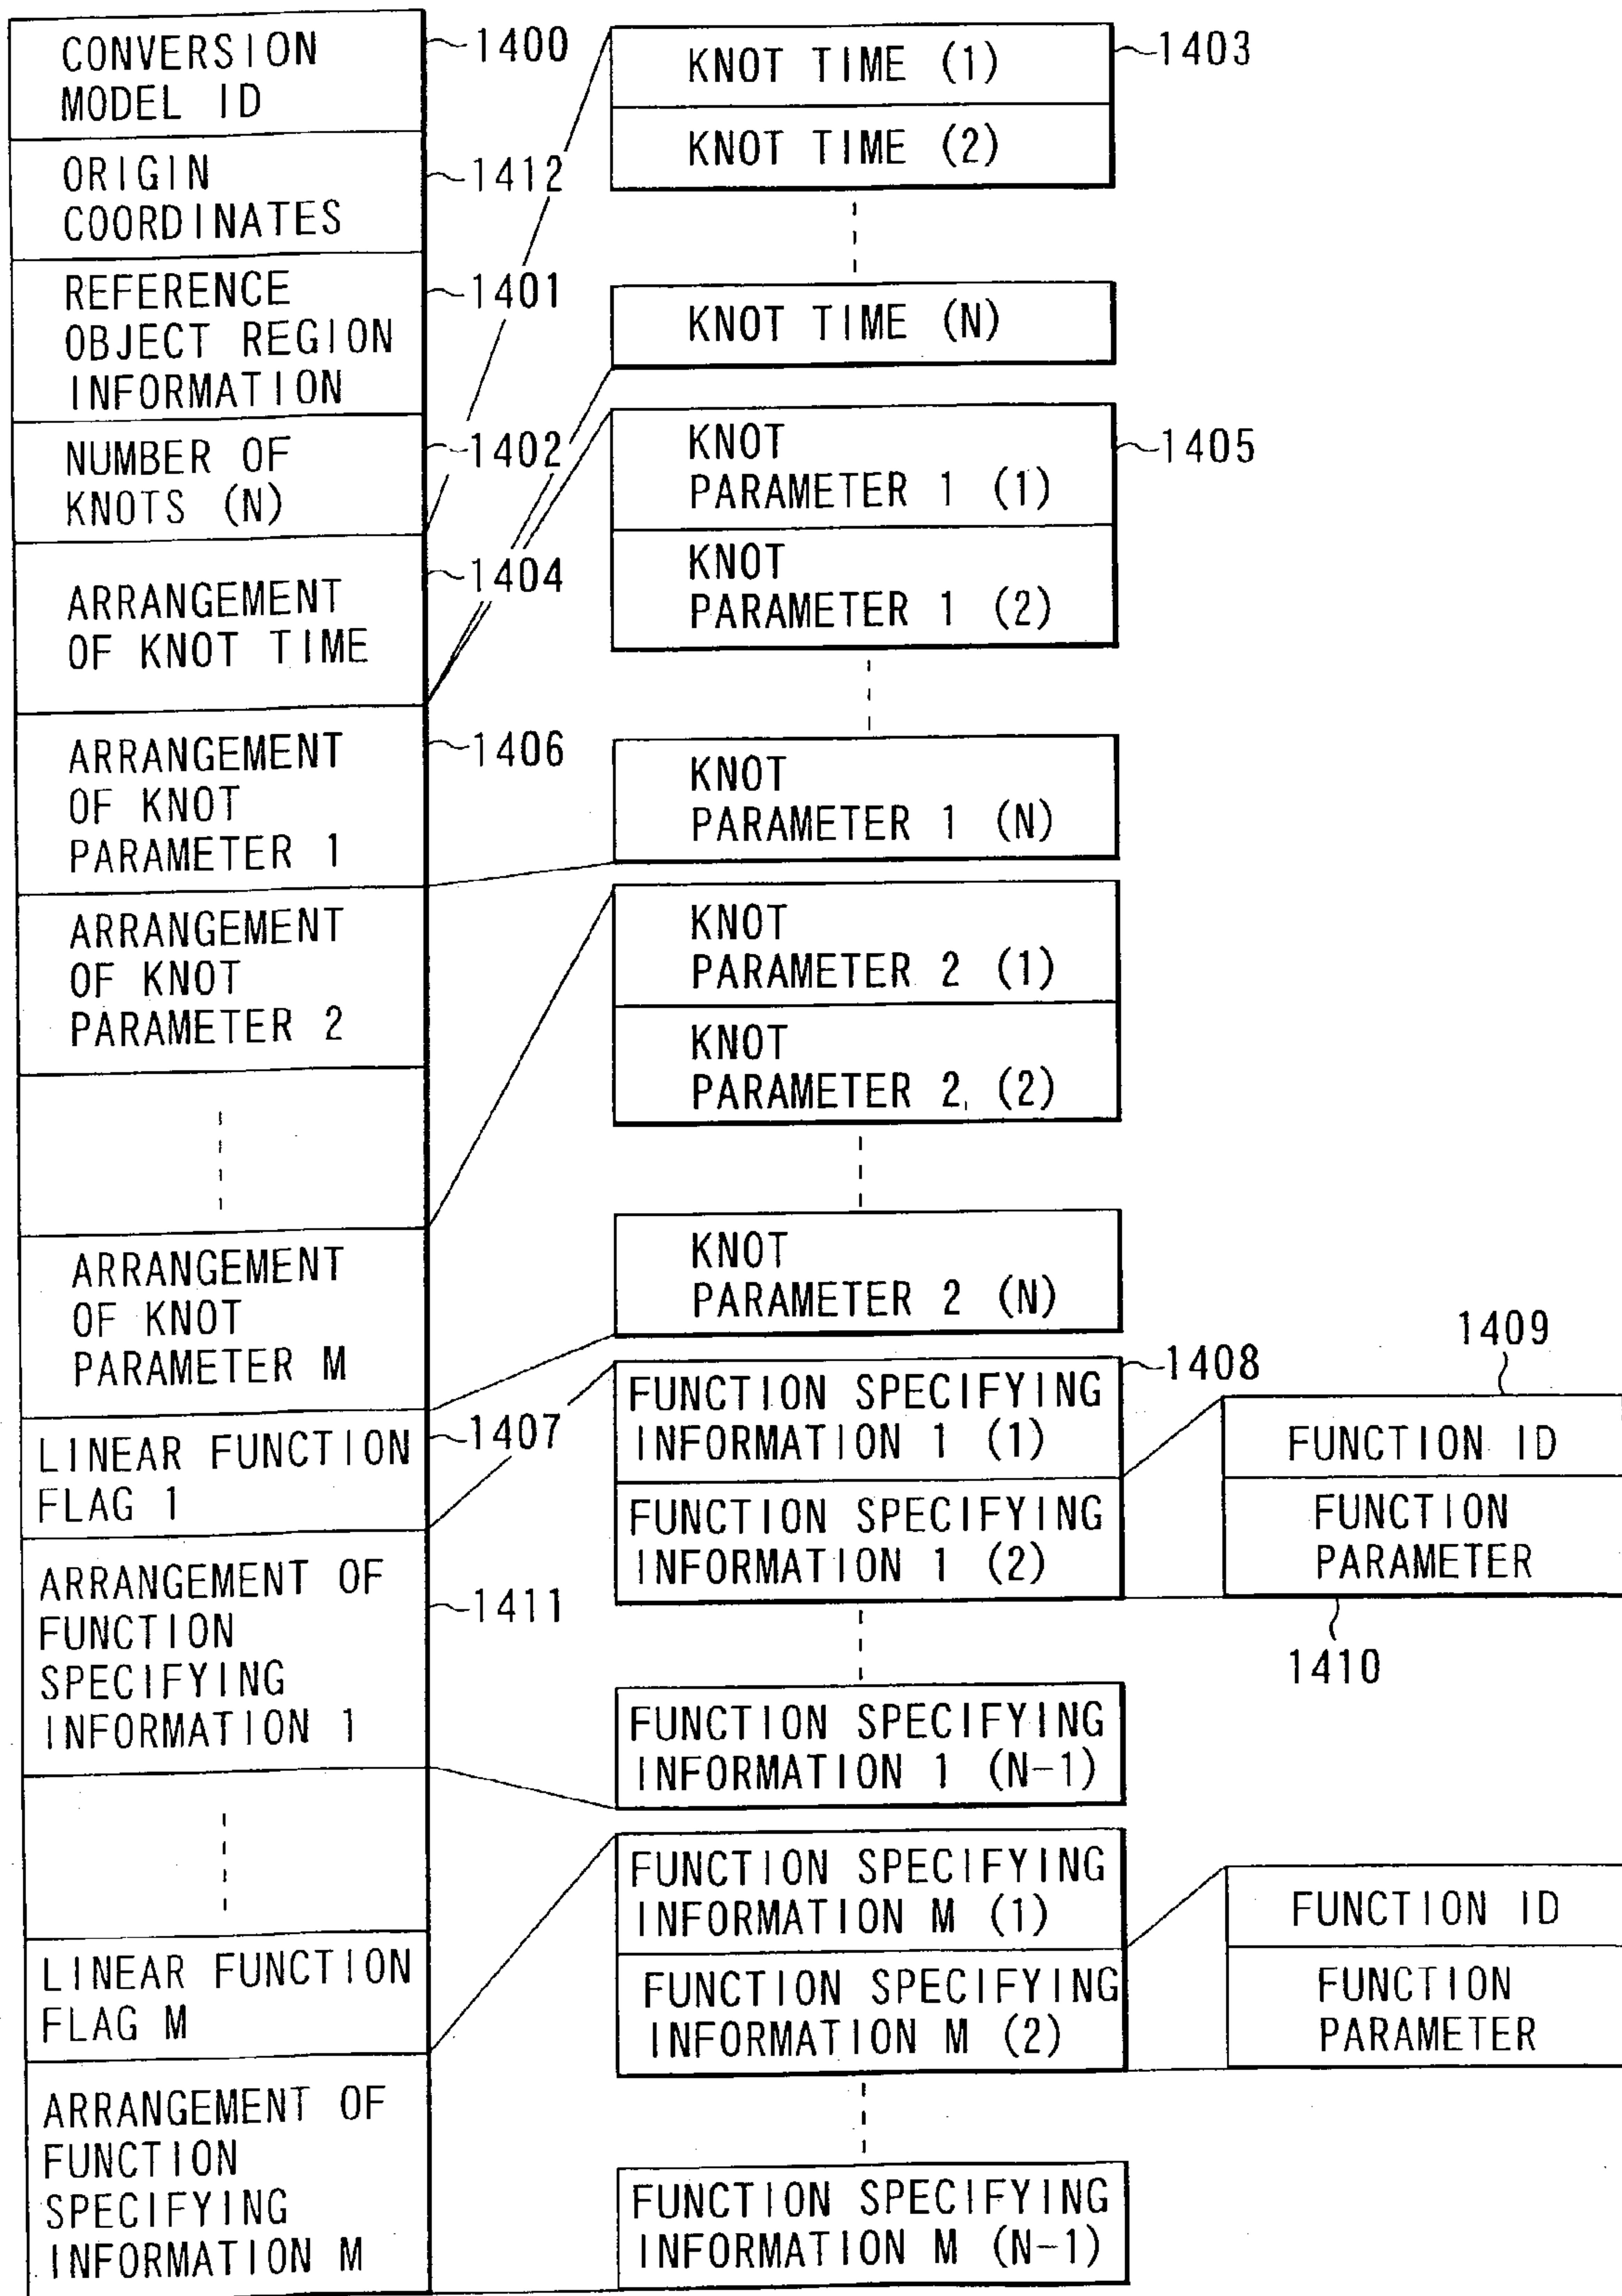 CONVERSION
MODEL ID
1400
ORIGIN
COORDINATES
1412
REFERENCE
OBJECT REGION
INFORMATION
1401
NUMBER OF
KNOTS (N)
1402
ARRANGEMENT
OF KNOT TIME
1404
ARRANGEMENT
OF KNOT
PARAMETER 1
1406
ARRANGEMENT
OF KNOT
PARAMETER 2
ARRANGEMENT
OF KNOT
PARAMETER M
LINEAR FUNCTION
FLAG 1
1407
ARRANGEMENT OF
FUNCTION
SPECIFYING
INFORMATION 1
1411
LINEAR FUNCTION
FLAG M
ARRANGEMENT OF
FUNCTION
SPECIFYING
INFORMATION M
KNOT TIME (1)
1403
KNOT TIME (2)
KNOT TIME (N)
KNOT
PARAMETER 1 (1)
1405
KNOT
PARAMETER 1 (2)
KNOT
PARAMETER 1 (N)
KNOT
PARAMETER 2 (1)
KNOT
PARAMETER 2 (2)
KNOT
PARAMETER 2 (N)
FUNCTION SPECIFYING
INFORMATION 1 (1)
1408
FUNCTION SPECIFYING
INFORMATION 1 (2)
FUNCTION SPECIFYING
INFORMATION 1 (N-1)
FUNCTION SPECIFYING
INFORMATION M (1)
FUNCTION SPECIFYING
INFORMATION M (2)
FUNCTION SPECIFYING
INFORMATION M (N-1)
1409
FUNCTION ID
FUNCTION
PARAMETER
1410
FUNCTION ID
FUNCTION
PARAMETER